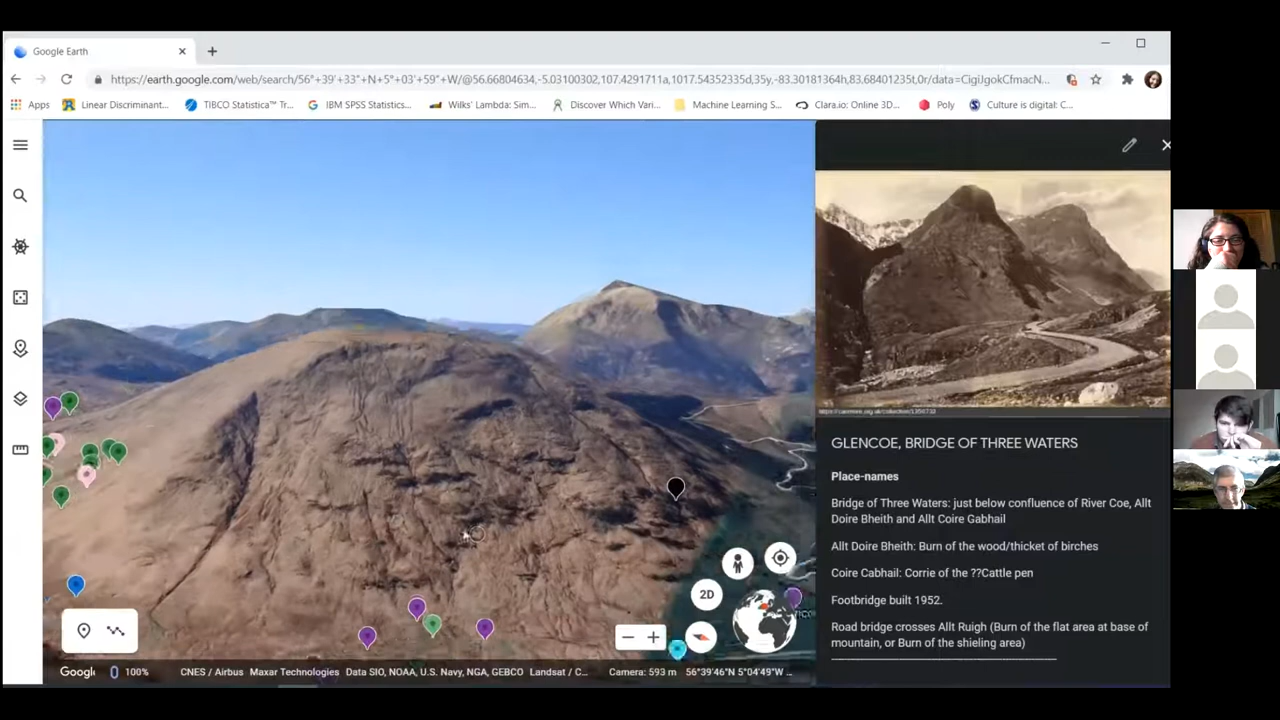 Google Earth
https://earth.google.com/web/search/56°+39'+33"+N+5°+03'+59"+W/@56.66804634,-5.03100302,107.4291711a,1017.54352335d,35y,-83.30181364h,83.68401235t,0r/data=CigiJgokCfmacN...
Apps Linear Discriminant... TIBCO Statistica™ Tr... IBM SPSS Statistics... Wilks' Lambda: Sim... Discover Which Vari... Machine Learning S... Clara.io: Online 3D... Poly Culture is digital: C...
GLENCOE, BRIDGE OF THREE WATERS
Place-names
Bridge of Three Waters: just below confluence of River Coe, Allt
Doire Bheith and Allt Coire Gabhail
Allt Doire Bheith: Burn of the wood/thicket of birches
Coire Cabhail: Corrie of the ??Cattle pen
Footbridge built 1952.
Road bridge crosses Allt Ruigh (Burn of the flat area at base of
mountain, or Burn of the shieling area)
2D
Google 100% CNES / Airbus Maxar Technologies Data SIO, NOAA, U.S. Navy, NGA, GEBCO Landsat / C... Camera: 593 m 56°39'46"N 5°04'49"W ...